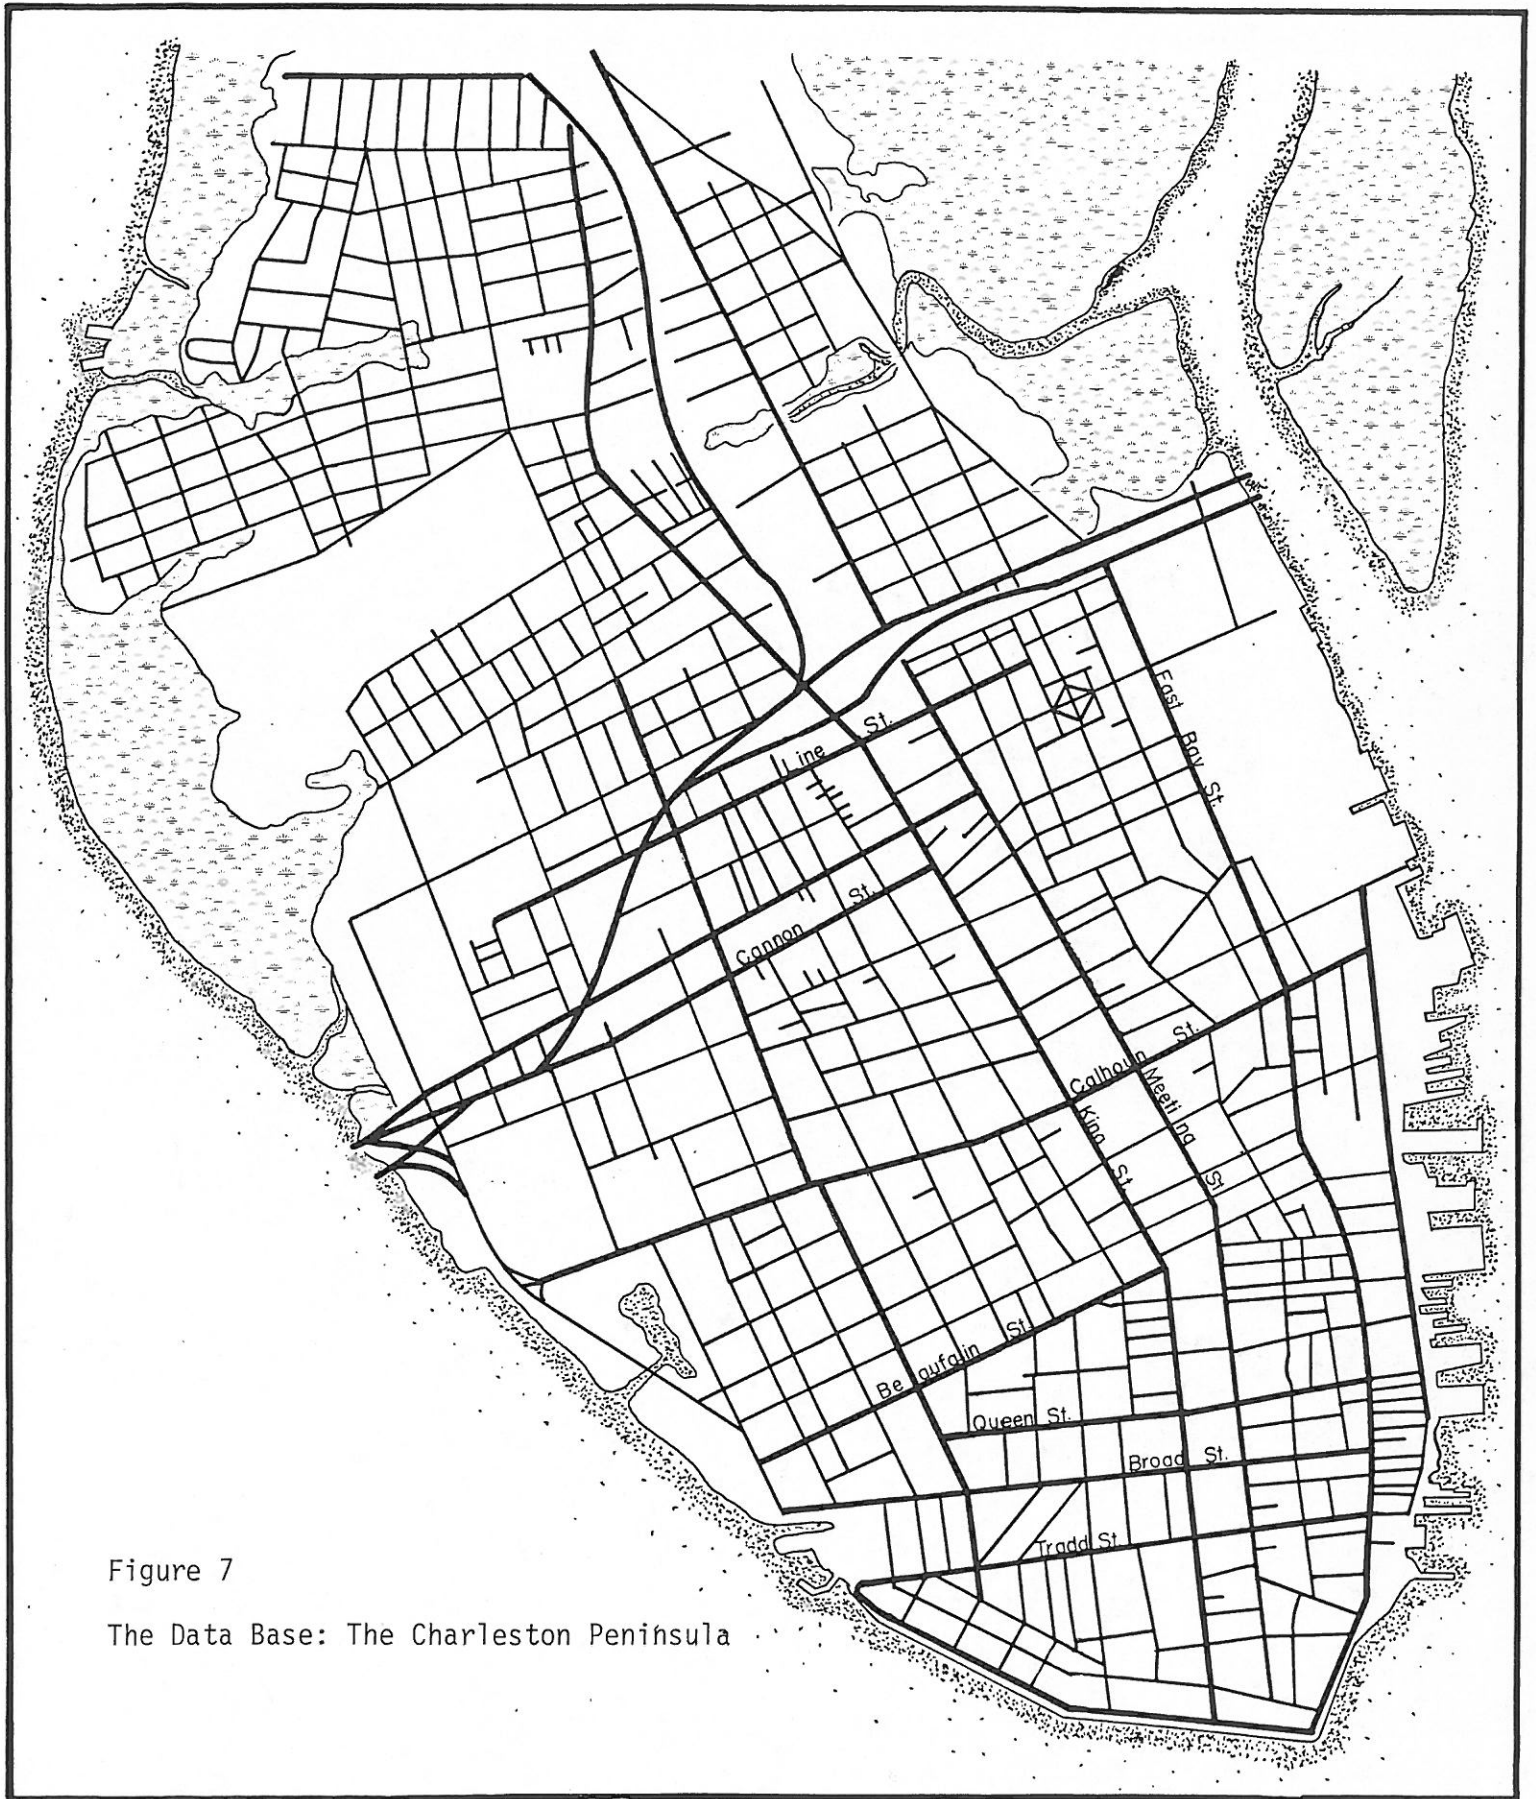 Line St.
East Bay St.
Cannon St.
Calhoun St.
Meeting St
King St.
Beaufain St.
Queen St.
Broad St.
Tradd St.
Figure 7
The Data Base: The Charleston Peninsula